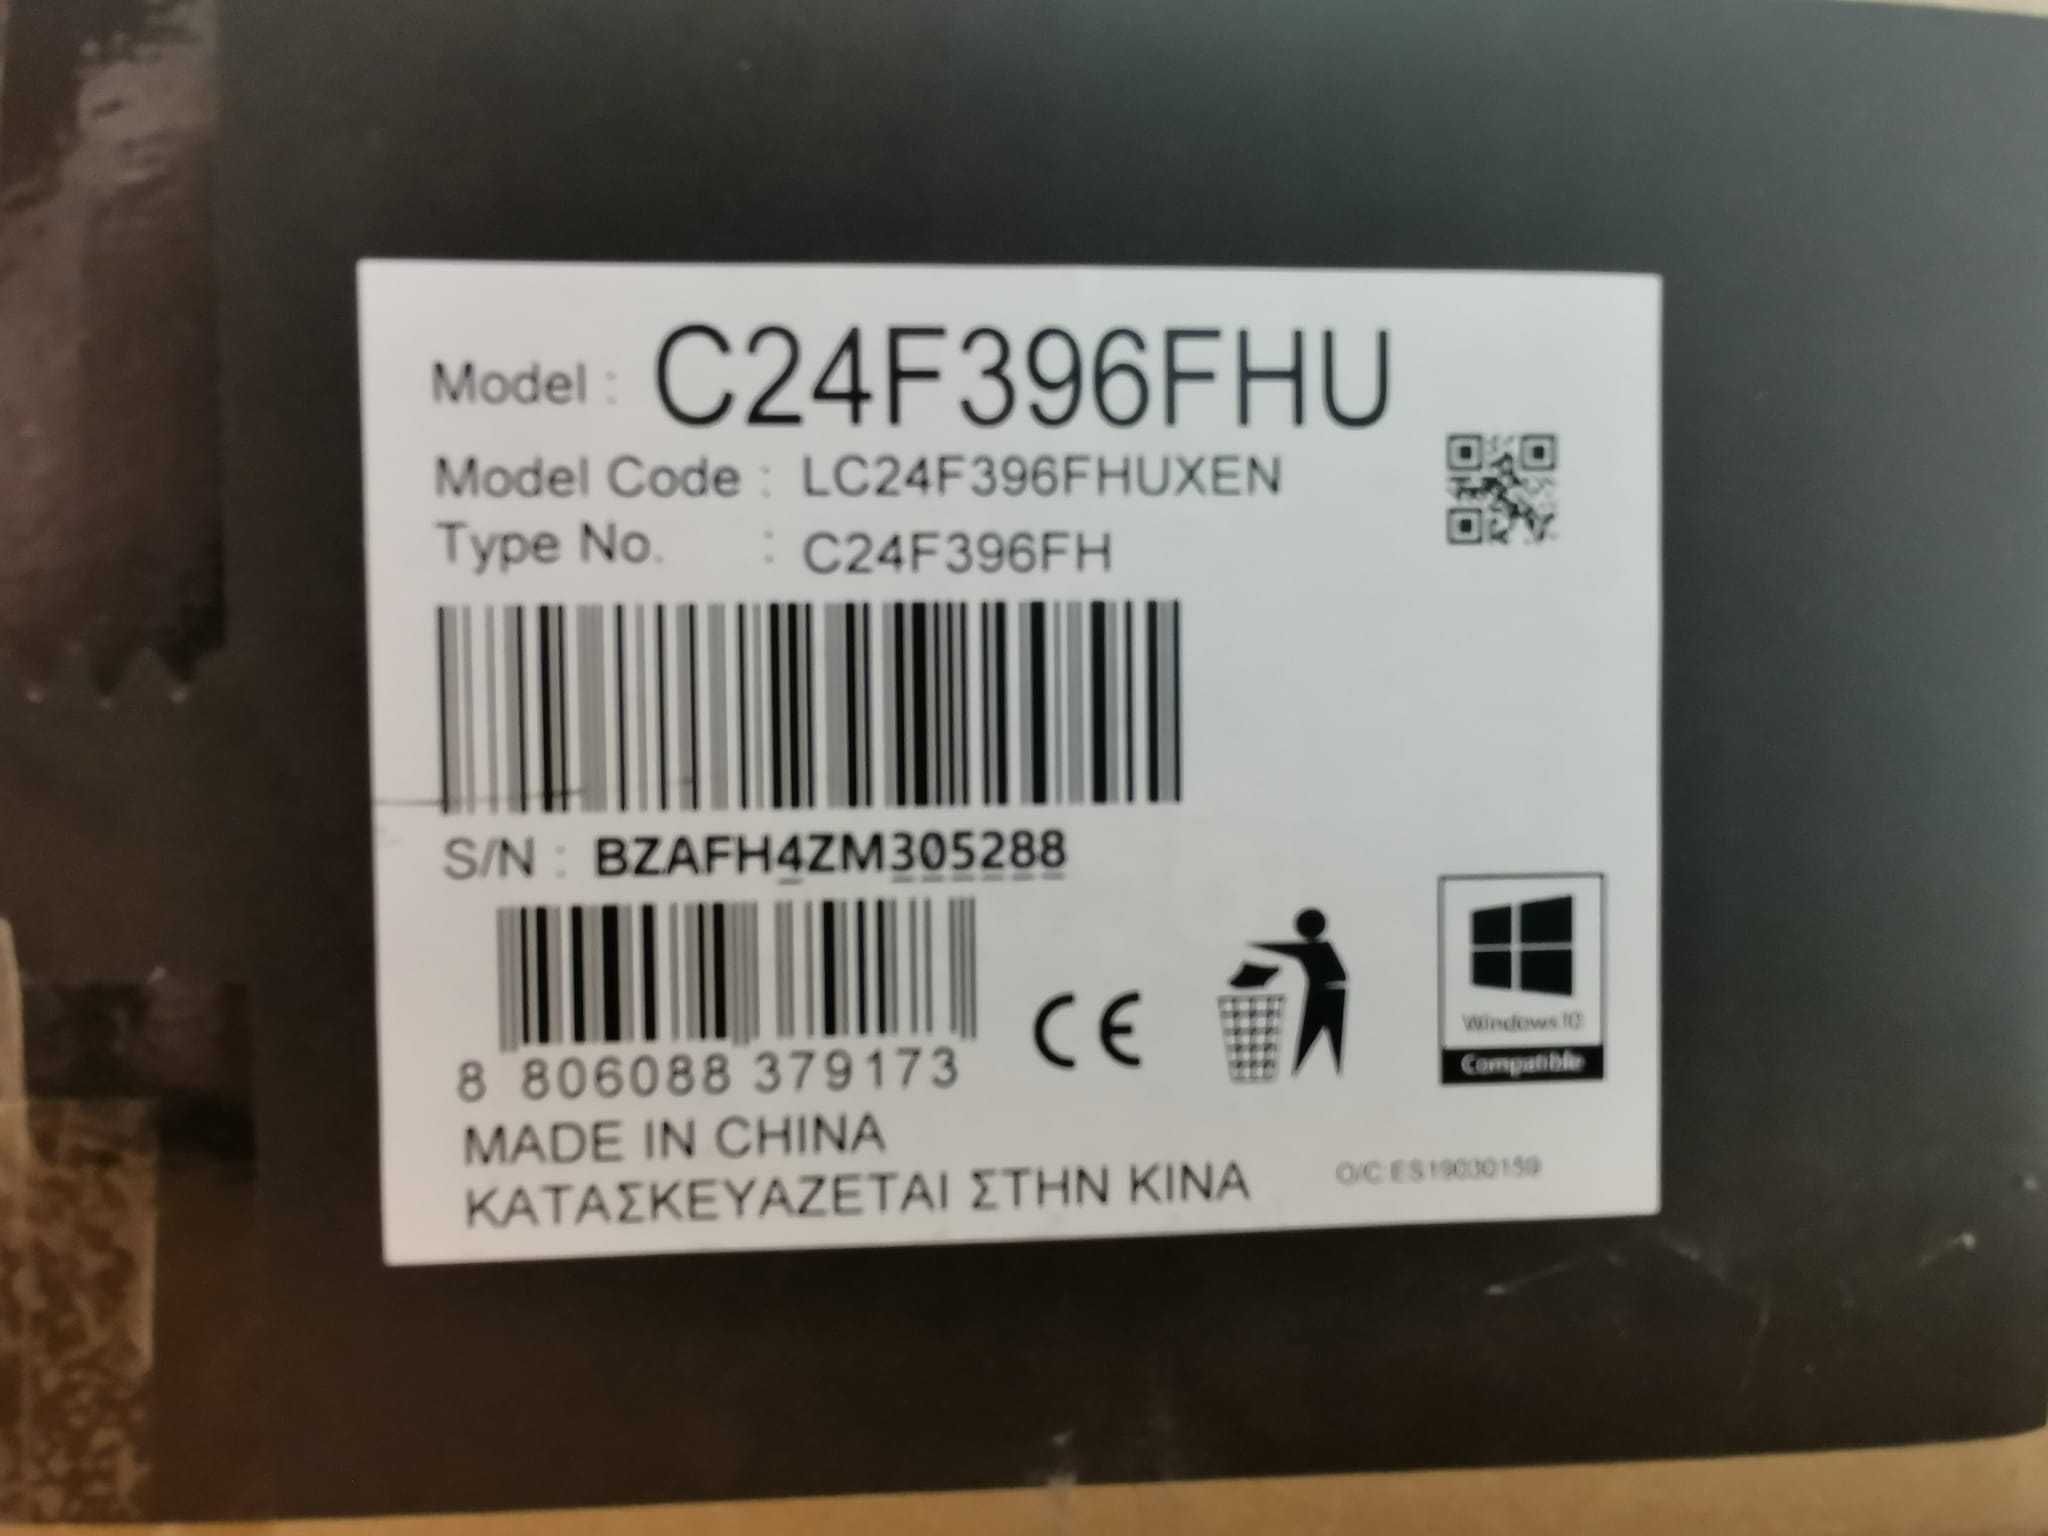 Model : C24F396FHU
Model Code : LC24F396FHUXEN
Type No. : C24F396FH
S/N : BZAFH4ZM305288
8 806088 379173
Windows 10
Compatible
MADE IN CHINA
ΚΑΤΑΣΚΕΥΑΖΕΤΑΙ ΣΤΗΝ ΚΙΝΑ
O/C:ES19030159